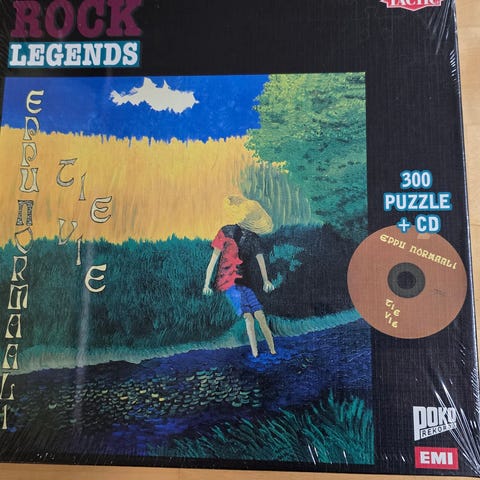 ROCK
LEGENDS
TACTIC
EPPU NORMAALI
TIE
VIE
300
PUZZLE
+ CD
EPPU NORMAALI
TIE
VIE
POKO
REKORDS
EMI